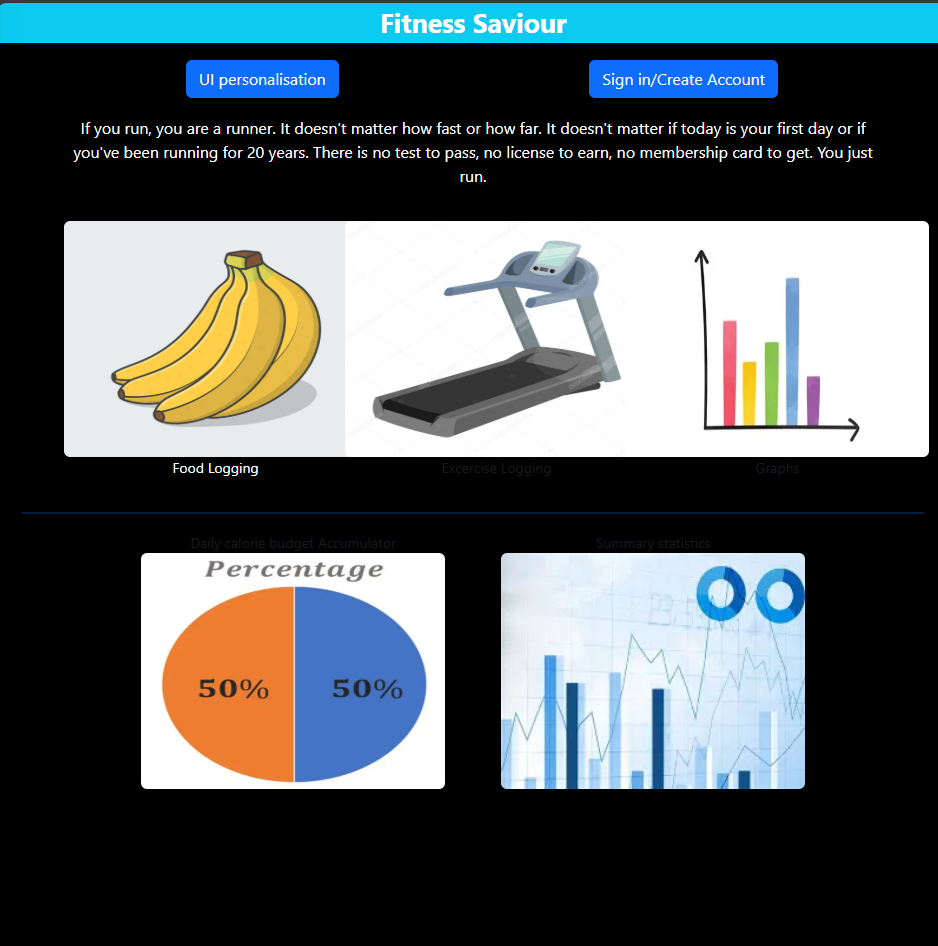 Fitness Saviour
UI personalisation
Sign in/Create Account
If you run, you are a runner. It doesn't matter how fast or how far. It doesn't matter if today is your first day or if
you've been running for 20 years. There is no test to pass, no license to earn, no membership card to get. You just
run.
Food Logging
Excercise Logging
Graphs
Daily calorie budget Accumulator
Summary statistics
Percentage
50%
50%